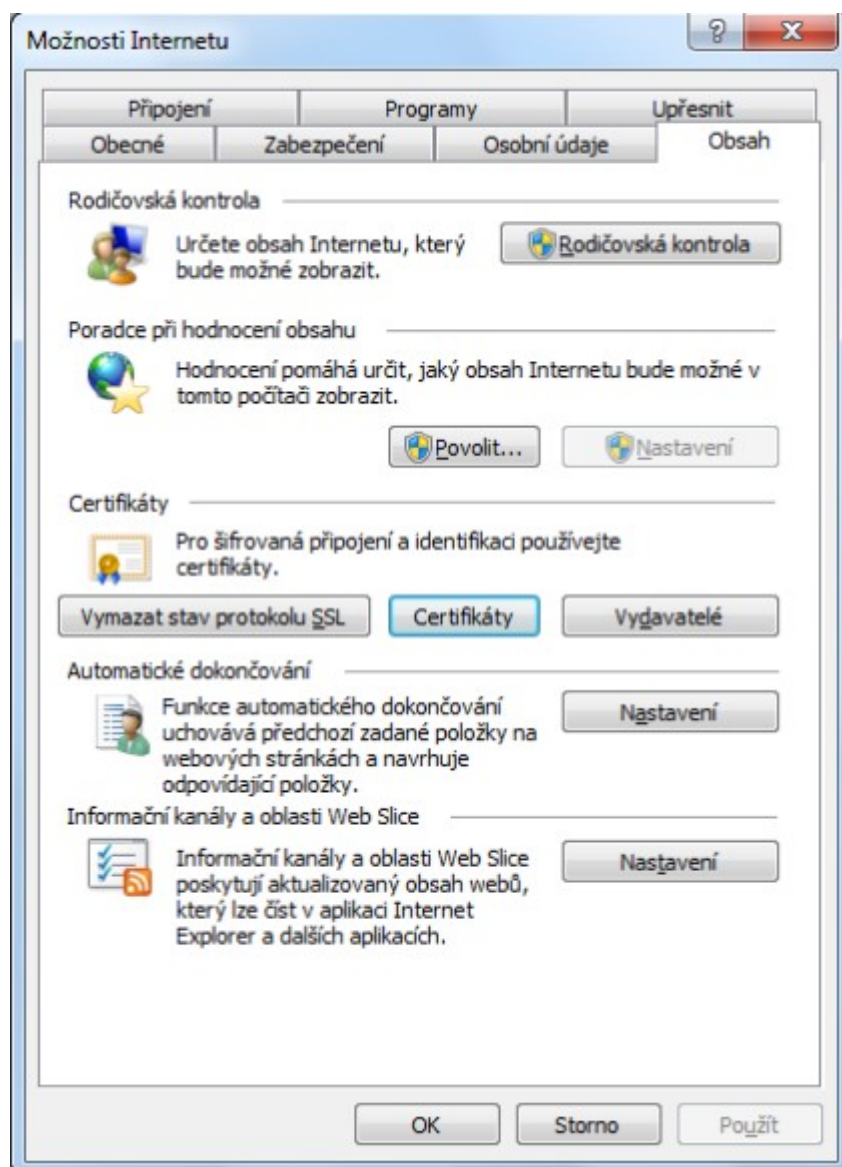 Možnosti Internetu
Připojení
Programy
Upřesnit
Obecné
Zabezpečení
Osobní údaje
Obsah
Rodičovská kontrola
Určete obsah Internetu, který
bude možné zobrazit.
Rodičovská kontrola
Poradce při hodnocení obsahu
Hodnocení pomáhá určit, jaký obsah Internetu bude možné v
tomto počítači zobrazit.
Povolit...
Nastavení
Certifikáty
Pro šifrovaná připojení a identifikaci používejte
certifikáty.
Vymazat stav protokolu SSL
Certifikáty
Vydavatelé
Automatické dokončování
Funkce automatického dokončování
uchovává předchozí zadané položky na
webových stránkách a navrhuje
odpovídající položky.
Nastavení
Informační kanály a oblasti Web Slice
Informační kanály a oblasti Web Slice
poskytují aktualizovaný obsah webů,
který lze číst v aplikaci Internet
Explorer a dalších aplikacích.
Nastavení
OK
Storno
Použít